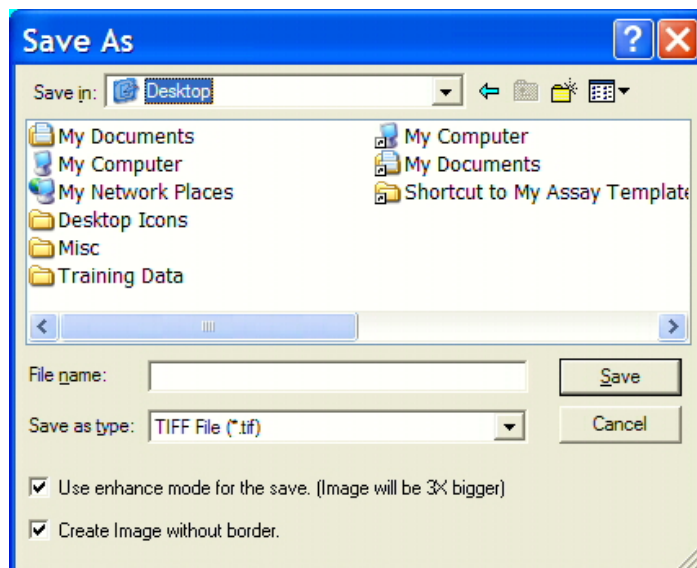 Save As
Save in: Desktop
My Documents
My Computer
My Network Places
Desktop Icons
Misc
Training Data
My Computer
My Documents
Shortcut to My Assay Template
File name:
Save
Save as type: TIFF File (*.tif)
Cancel
Use enhance mode for the save. (Image will be 3X bigger)
Create Image without border.